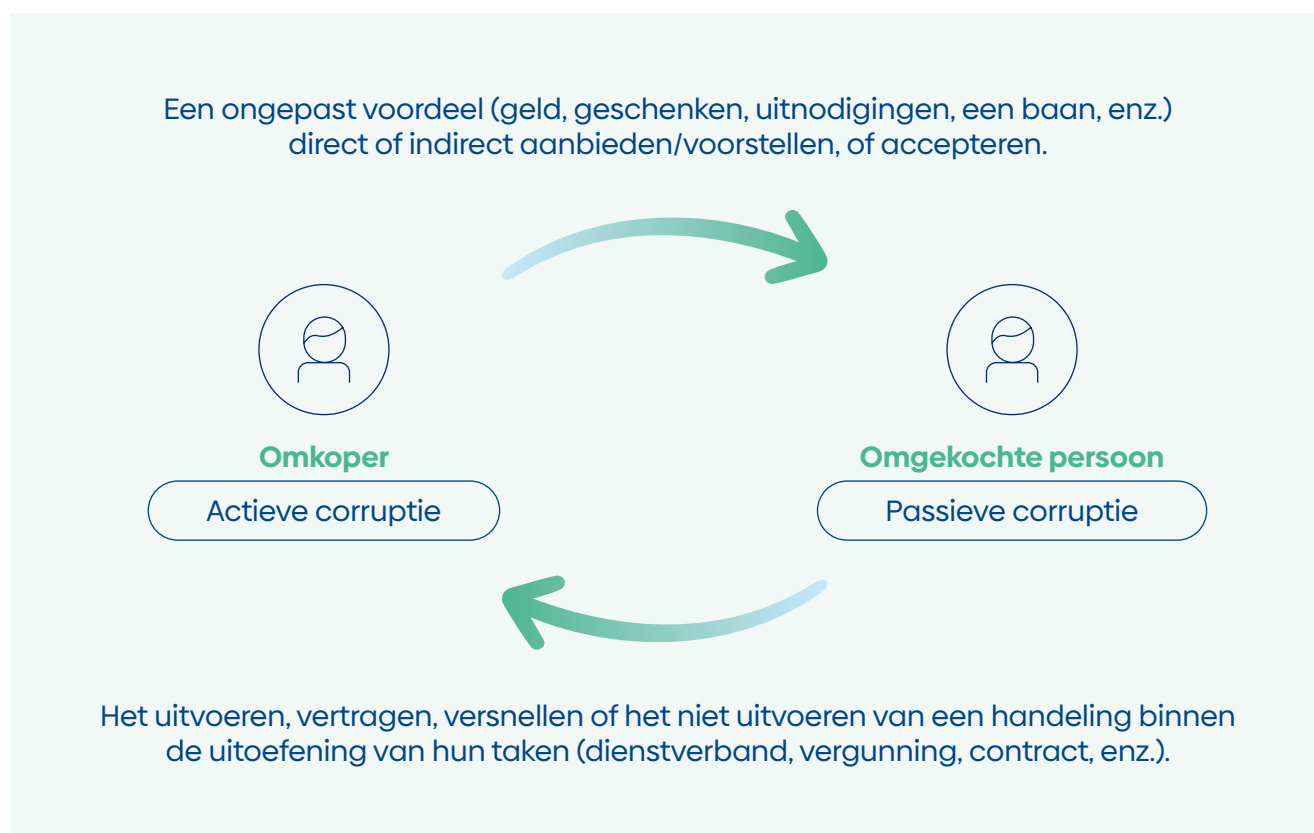 Een ongepast voordeel (geld, geschenken, uitnodigingen, een baan, enz.)
direct of indirect aanbieden/voorstellen, of accepteren.
Omkoper
Actieve corruptie
Omgekochte persoon
Passieve corruptie
Het uitvoeren, vertragen, versnellen of het niet uitvoeren van een handeling binnen
de uitoefening van hun taken (dienstverband, vergunning, contract, enz.).